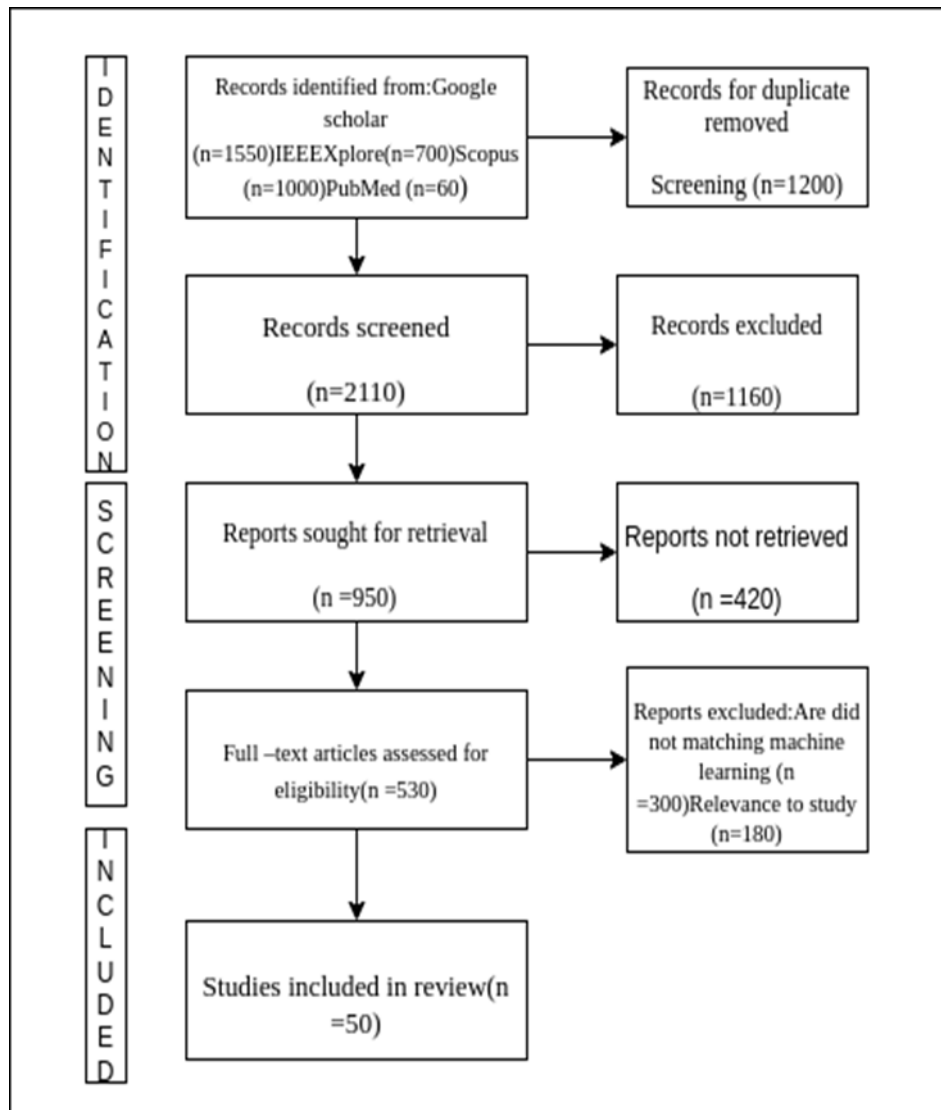 IDENTIFICATION
Records identified from:Google
scholar
(n=1550)IEEEXplore(n=700)Scopus
(n=1000)PubMed (n=60)
Records for duplicate
removed
Screening (n=1200)
Records screened
(n=2110)
Records excluded
(n=1160)
SCREENING
Reports sought for retrieval
(n =950)
Reports not retrieved
(n =420)
Full –text articles assessed for
eligibility(n =530)
Reports excluded:Are did
not matching machine
learning (n
=300)Relevance to study
(n=180)
INCLUDED
Studies included in review(n
=50)